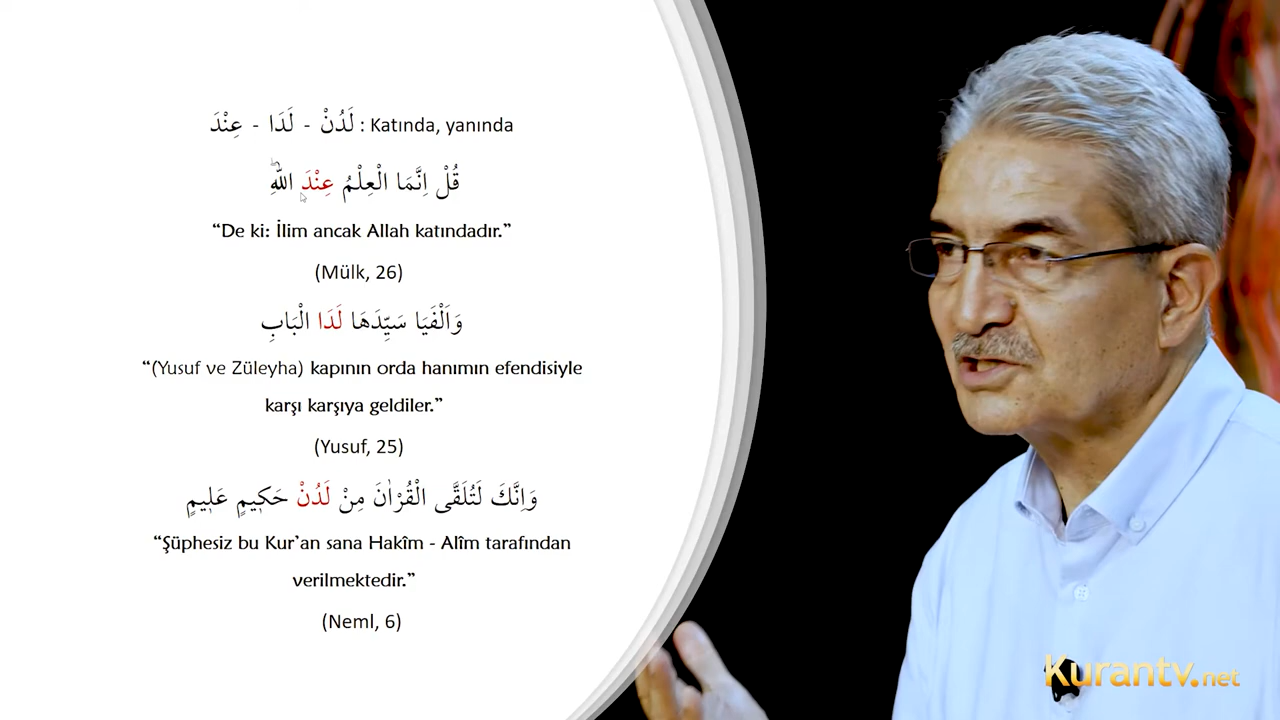 لَدُنْ - لَدَا - عِنْدَ : Katında, yanında
قُلْ اِنَّمَا الْعِلْمُ عِنْدَ اللّٰهِۖ
“De ki: İlim ancak Allah katındadır.”
(Mülk, 26)
وَاَلْفَيَا سَيِّدَهَا لَدَا الْبَابِ
“(Yusuf ve Züleyha) kapının orda hanımın efendisiyle
karşı karşıya geldiler.”
(Yusuf, 25)
وَاِنَّكَ لَتُلَقَّى الْقُرْاٰنَ مِنْ لَدُنْ حَك۪يمٍ عَل۪يمٍ
“Şüphesiz bu Kur’an sana Hakîm - Alîm tarafından
verilmektedir.”
(Neml, 6)
Kurantv.net